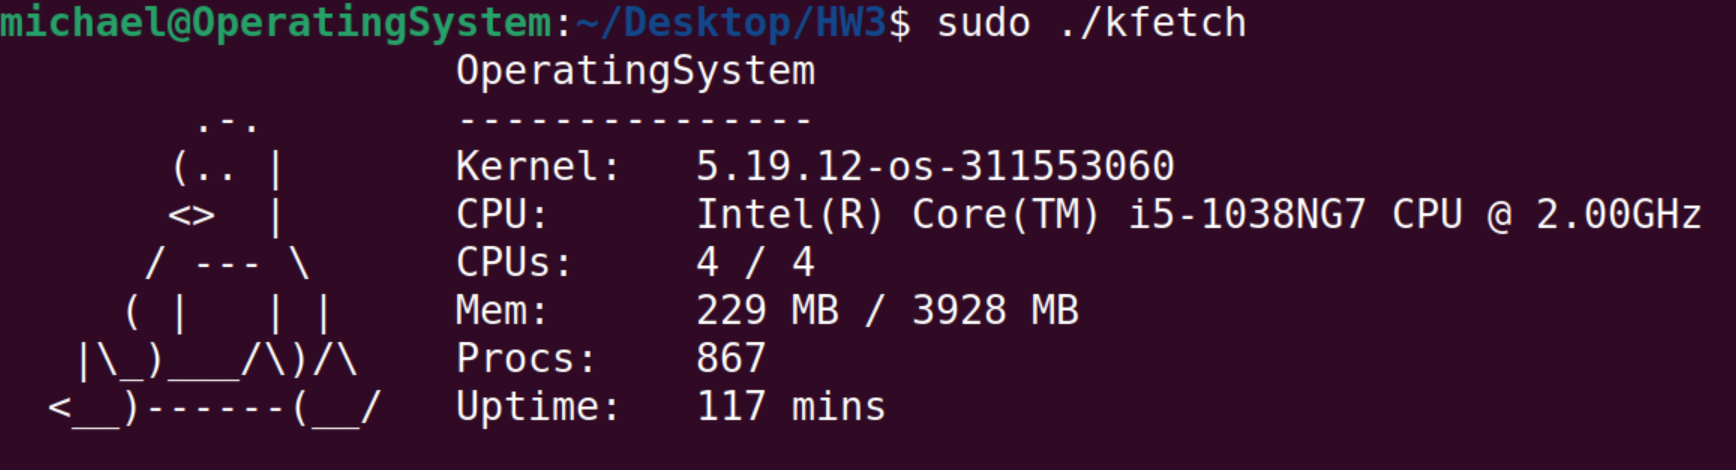 michael@OperatingSystem:~/Desktop/HW3$ sudo ./kfetch
                   OperatingSystem
        .-.        ---------------
       (.. |       Kernel:   5.19.12-os-311553060
       <>  |       CPU:      Intel(R) Core(TM) i5-1038NG7 CPU @ 2.00GHz
      / --- \      CPUs:     4 / 4
     ( |   | |     Mem:      229 MB / 3928 MB
   |\_)___/\)/\    Procs:    867
  <__)------(__/   Uptime:   117 mins